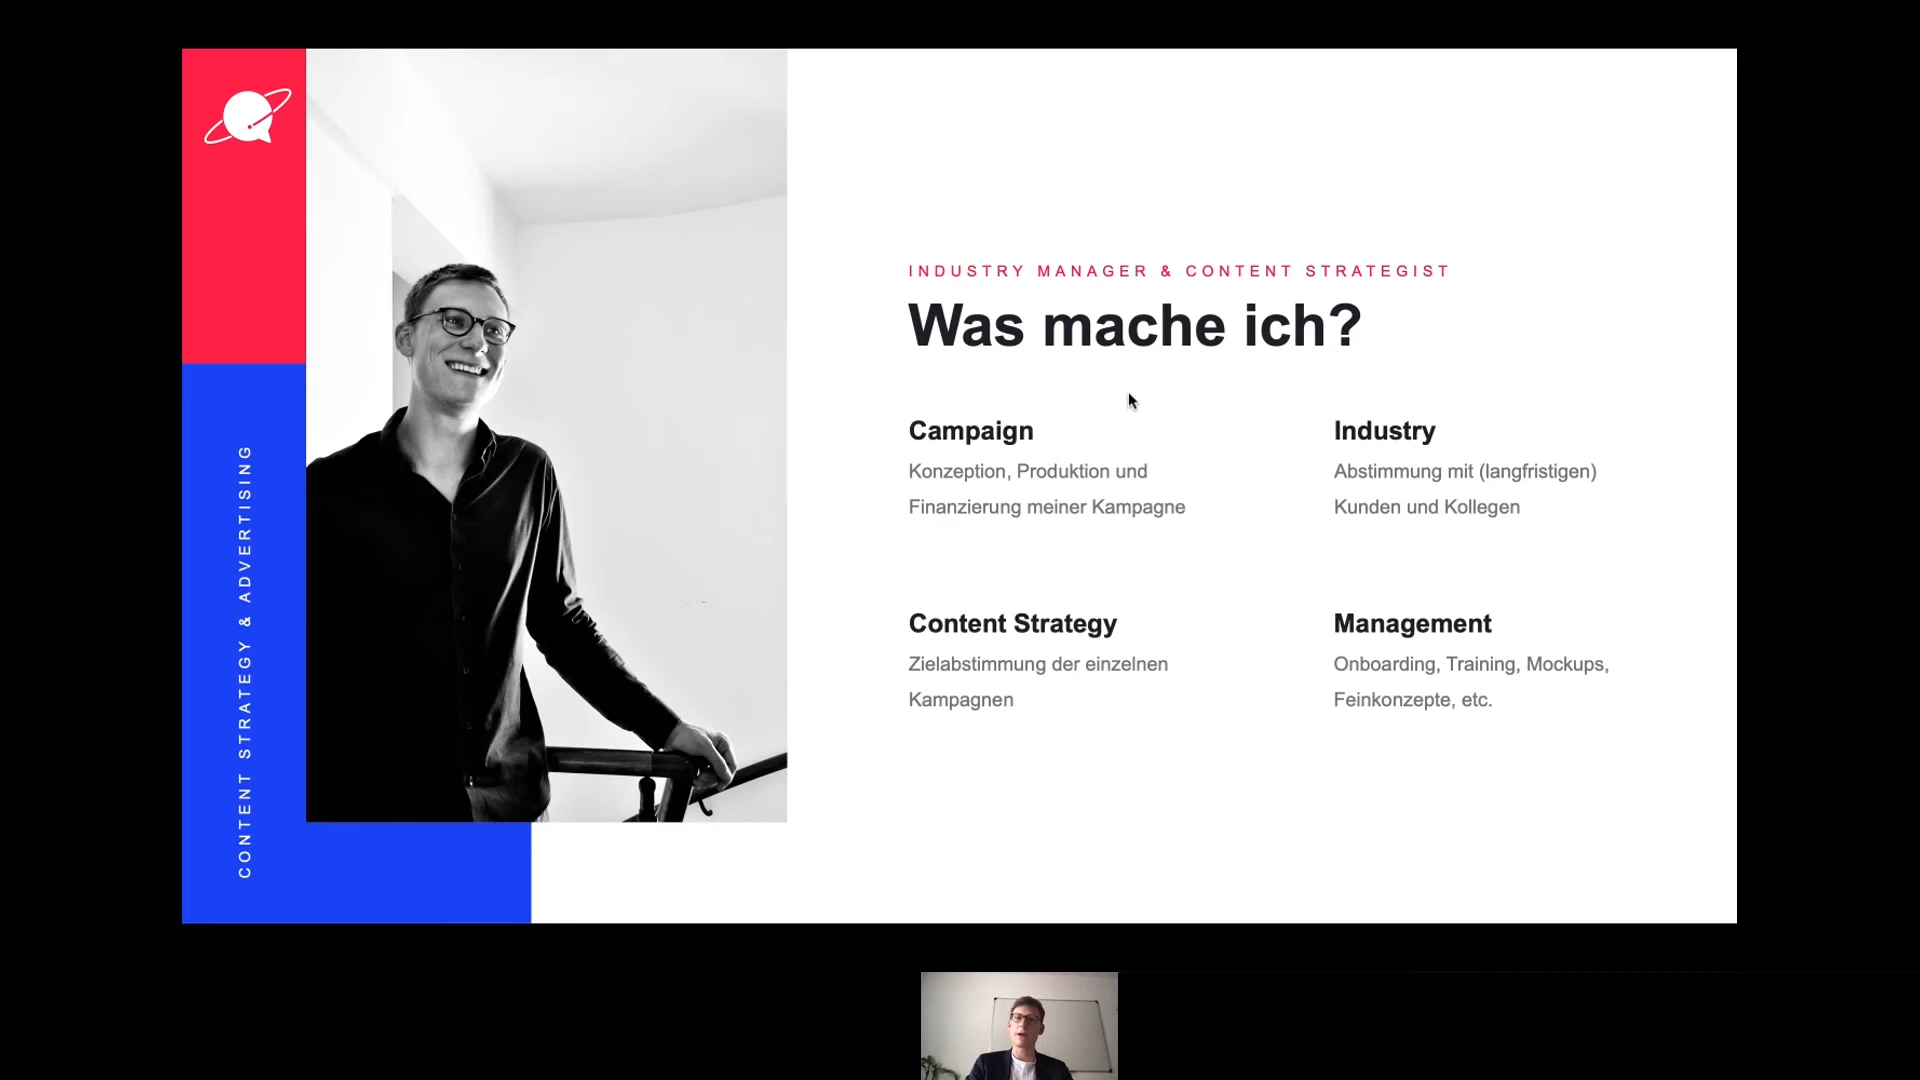 CONTENT STRATEGY & ADVERTISING
INDUSTRY MANAGER & CONTENT STRATEGIST
Was mache ich?
Campaign
Konzeption, Produktion und
Finanzierung meiner Kampagne
Industry
Abstimmung mit (langfristigen)
Kunden und Kollegen
Content Strategy
Zielabstimmung der einzelnen
Kampagnen
Management
Onboarding, Training, Mockups,
Feinkonzepte, etc.